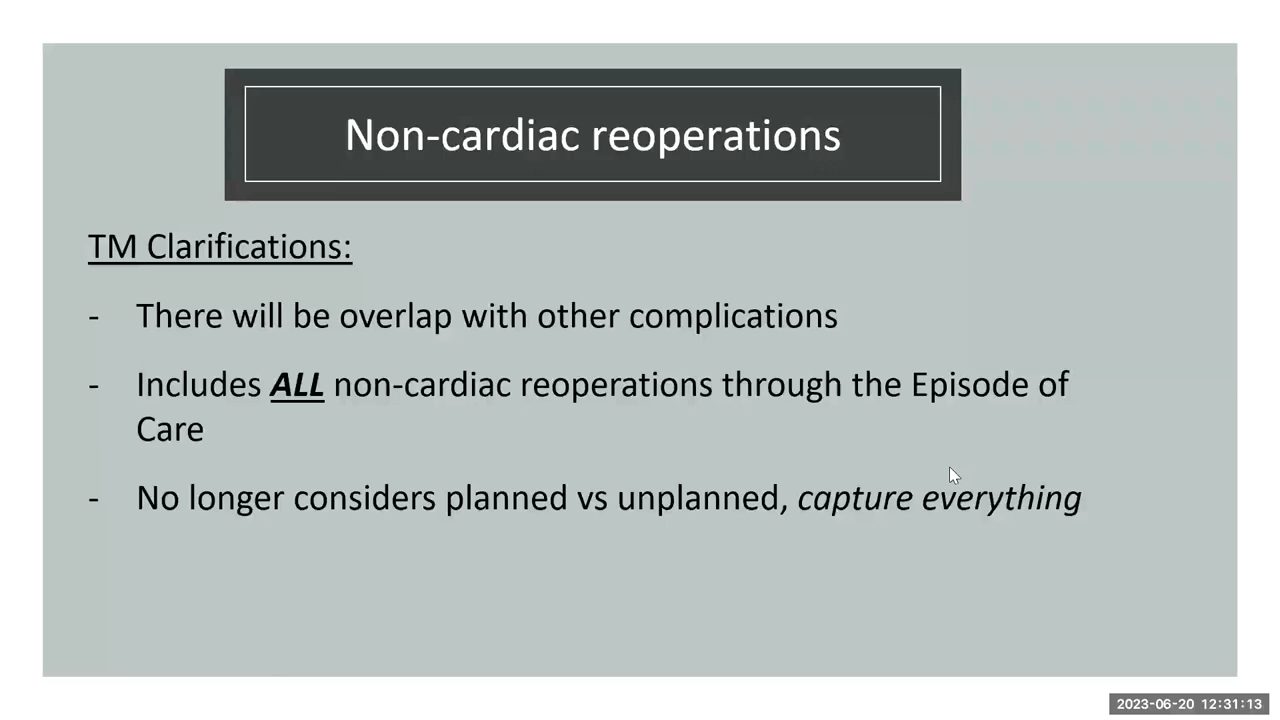 Non-cardiac reoperations
TM Clarifications:
- There will be overlap with other complications
- Includes ALL non-cardiac reoperations through the Episode of
Care
- No longer considers planned vs unplanned, capture everything
2023-06-20 12:31:13